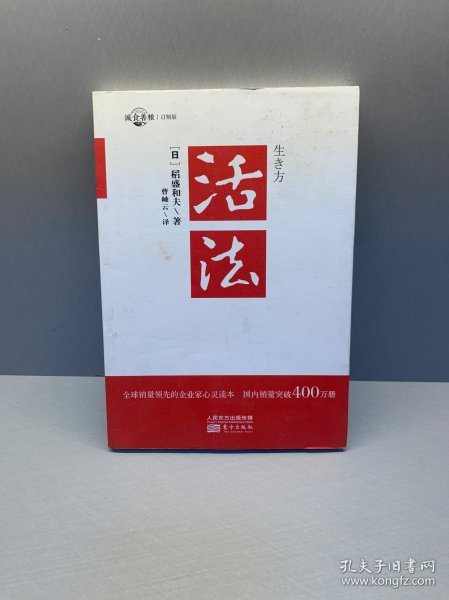 诚食善粮 | 订制版
生き方
活法
[日] 稻盛和夫\著
曹岫云\译
全球销量领先的企业家心灵读本 国内销量突破400万册
人民东方出版传媒
东方出版社
孔夫子旧书网
www.kongfz.com